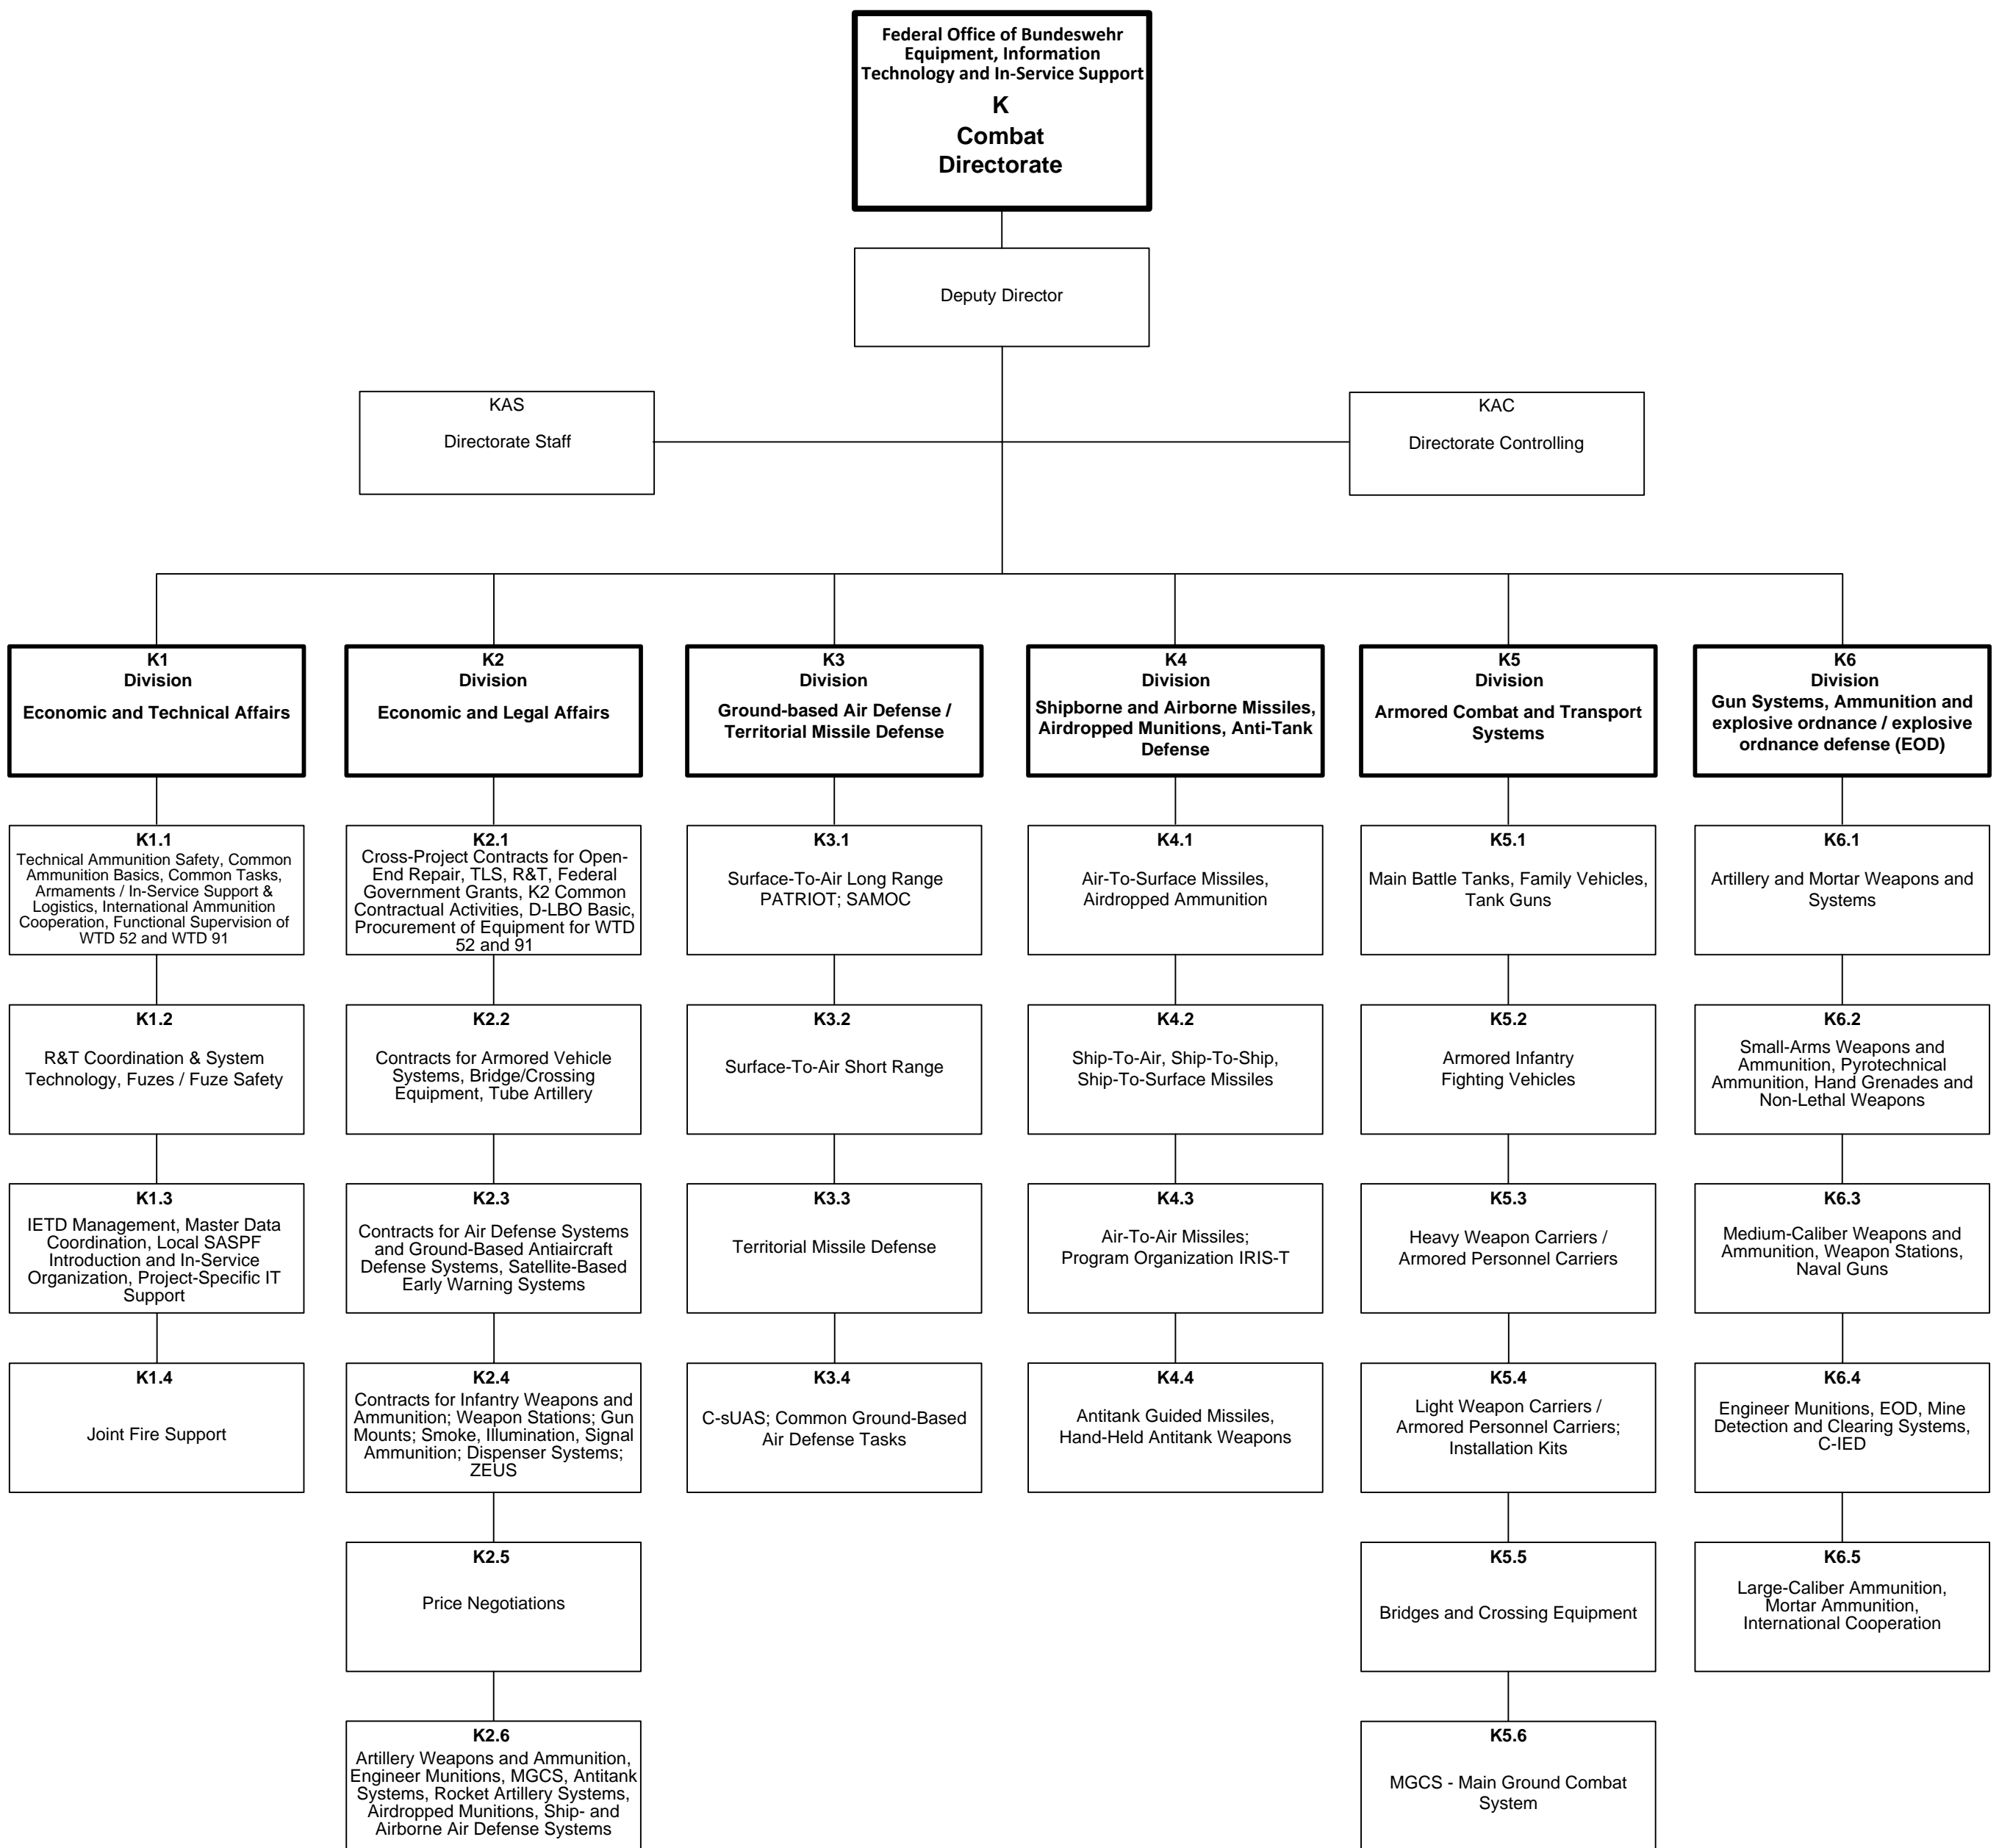 Federal Office of Bundeswehr
Equipment, Information
Technology and In-Service Support
K
Combat
Directorate
Deputy Director
KAS
Directorate Staff
KAC
Directorate Controlling
K1
Division
Economic and Technical Affairs
K2
Division
Economic and Legal Affairs
K3
Division
Ground-based Air Defense /
Territorial Missile Defense
K4
Division
Shipborne and Airborne Missiles,
Airdropped Munitions, Anti-Tank
Defense
K5
Division
Armored Combat and Transport
Systems
K6
Division
Gun Systems, Ammunition and
explosive ordnance / explosive
ordnance defense (EOD)
K1.1
Technical Ammunition Safety, Common
Ammunition Basics, Common Tasks,
Armaments / In-Service Support &
Logistics, International Ammunition
Cooperation, Functional Supervision of
WTD 52 and WTD 91
K2.1
Cross-Project Contracts for Open-
End Repair, TLS, R&T, Federal
Government Grants, K2 Common
Contractual Activities, D-LBO Basic,
Procurement of Equipment for WTD
52 and 91
K3.1
Surface-To-Air Long Range
PATRIOT; SAMOC
K4.1
Air-To-Surface Missiles,
Airdropped Ammunition
K5.1
Main Battle Tanks, Family Vehicles,
Tank Guns
K6.1
Artillery and Mortar Weapons and
Systems
K1.2
R&T Coordination & System
Technology, Fuzes / Fuze Safety
K2.2
Contracts for Armored Vehicle
Systems, Bridge/Crossing
Equipment, Tube Artillery
K3.2
Surface-To-Air Short Range
K4.2
Ship-To-Air, Ship-To-Ship,
Ship-To-Surface Missiles
K5.2
Armored Infantry
Fighting Vehicles
K6.2
Small-Arms Weapons and
Ammunition, Pyrotechnical
Ammunition, Hand Grenades and
Non-Lethal Weapons
K1.3
IETD Management, Master Data
Coordination, Local SASPF
Introduction and In-Service
Organization, Project-Specific IT
Support
K2.3
Contracts for Air Defense Systems
and Ground-Based Antiaircraft
Defense Systems, Satellite-Based
Early Warning Systems
K3.3
Territorial Missile Defense
K4.3
Air-To-Air Missiles;
Program Organization IRIS-T
K5.3
Heavy Weapon Carriers /
Armored Personnel Carriers
K6.3
Medium-Caliber Weapons and
Ammunition, Weapon Stations,
Naval Guns
K1.4
Joint Fire Support
K2.4
Contracts for Infantry Weapons and
Ammunition; Weapon Stations; Gun
Mounts; Smoke, Illumination, Signal
Ammunition; Dispenser Systems;
ZEUS
K3.4
C-sUAS; Common Ground-Based
Air Defense Tasks
K4.4
Antitank Guided Missiles,
Hand-Held Antitank Weapons
K5.4
Light Weapon Carriers /
Armored Personnel Carriers;
Installation Kits
K6.4
Engineer Munitions, EOD, Mine
Detection and Clearing Systems,
C-IED
K2.5
Price Negotiations
K5.5
Bridges and Crossing Equipment
K6.5
Large-Caliber Ammunition,
Mortar Ammunition,
International Cooperation
K2.6
Artillery Weapons and Ammunition,
Engineer Munitions, MGCS, Antitank
Systems, Rocket Artillery Systems,
Airdropped Munitions, Ship- and
Airborne Air Defense Systems
K5.6
MGCS - Main Ground Combat
System